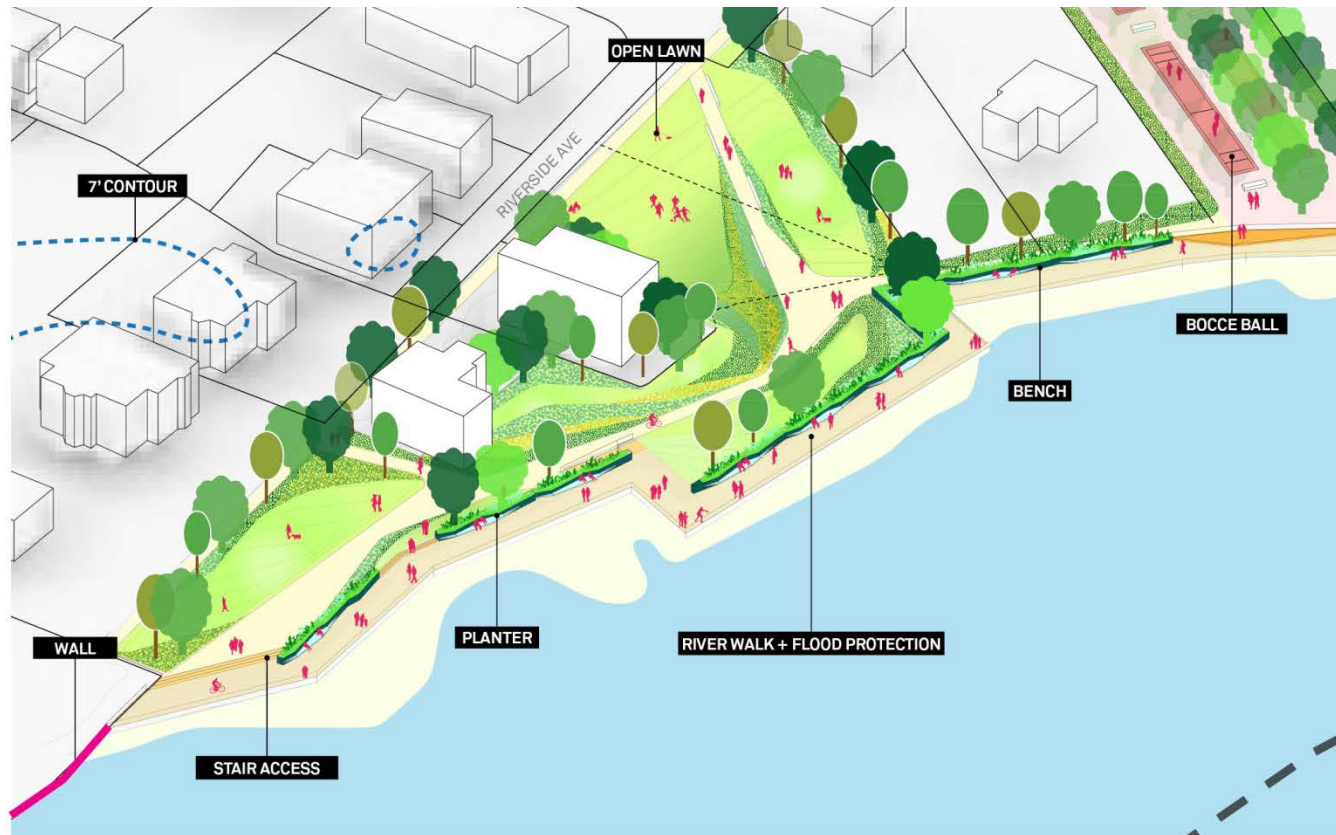 OPEN LAWN
7' CONTOUR
RIVERSIDE AVE
BOCCE BALL
BENCH
PLANTER
RIVER WALK + FLOOD PROTECTION
WALL
STAIR ACCESS